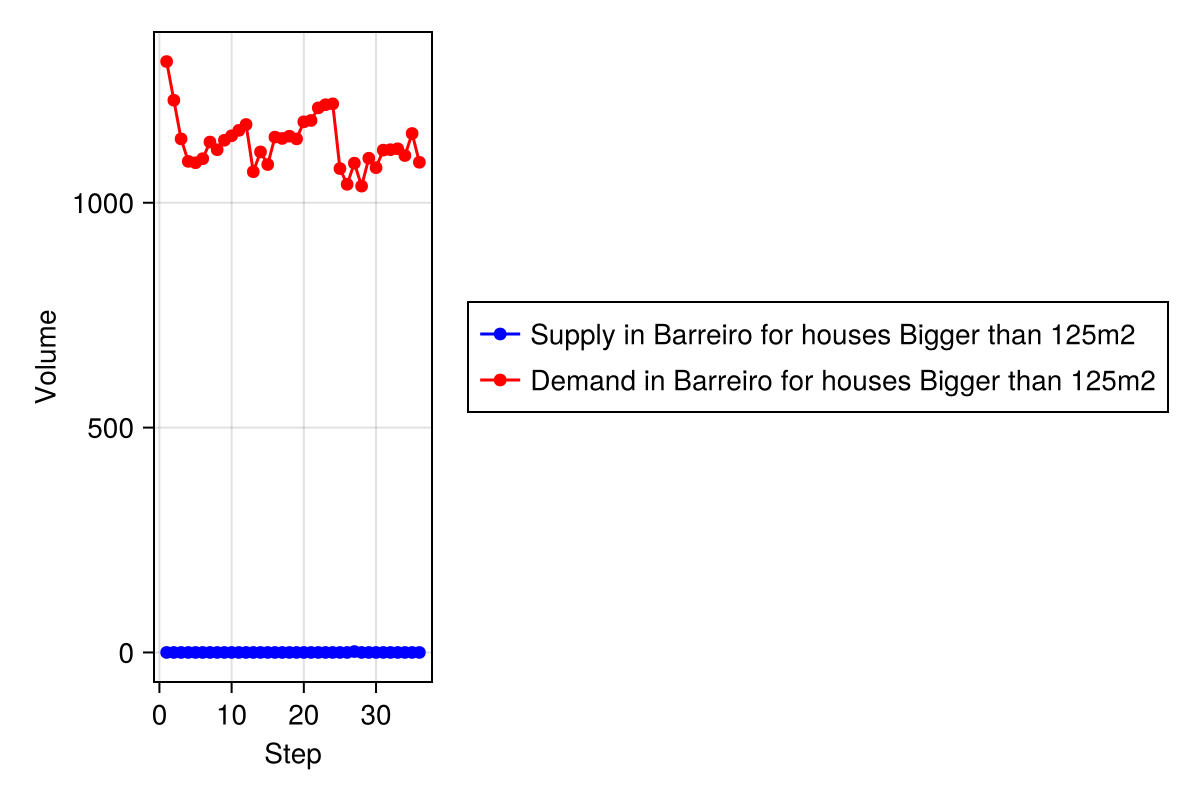 Volume
1000
500
0
0 10 20 30
Step
Supply in Barreiro for houses Bigger than 125m2
Demand in Barreiro for houses Bigger than 125m2